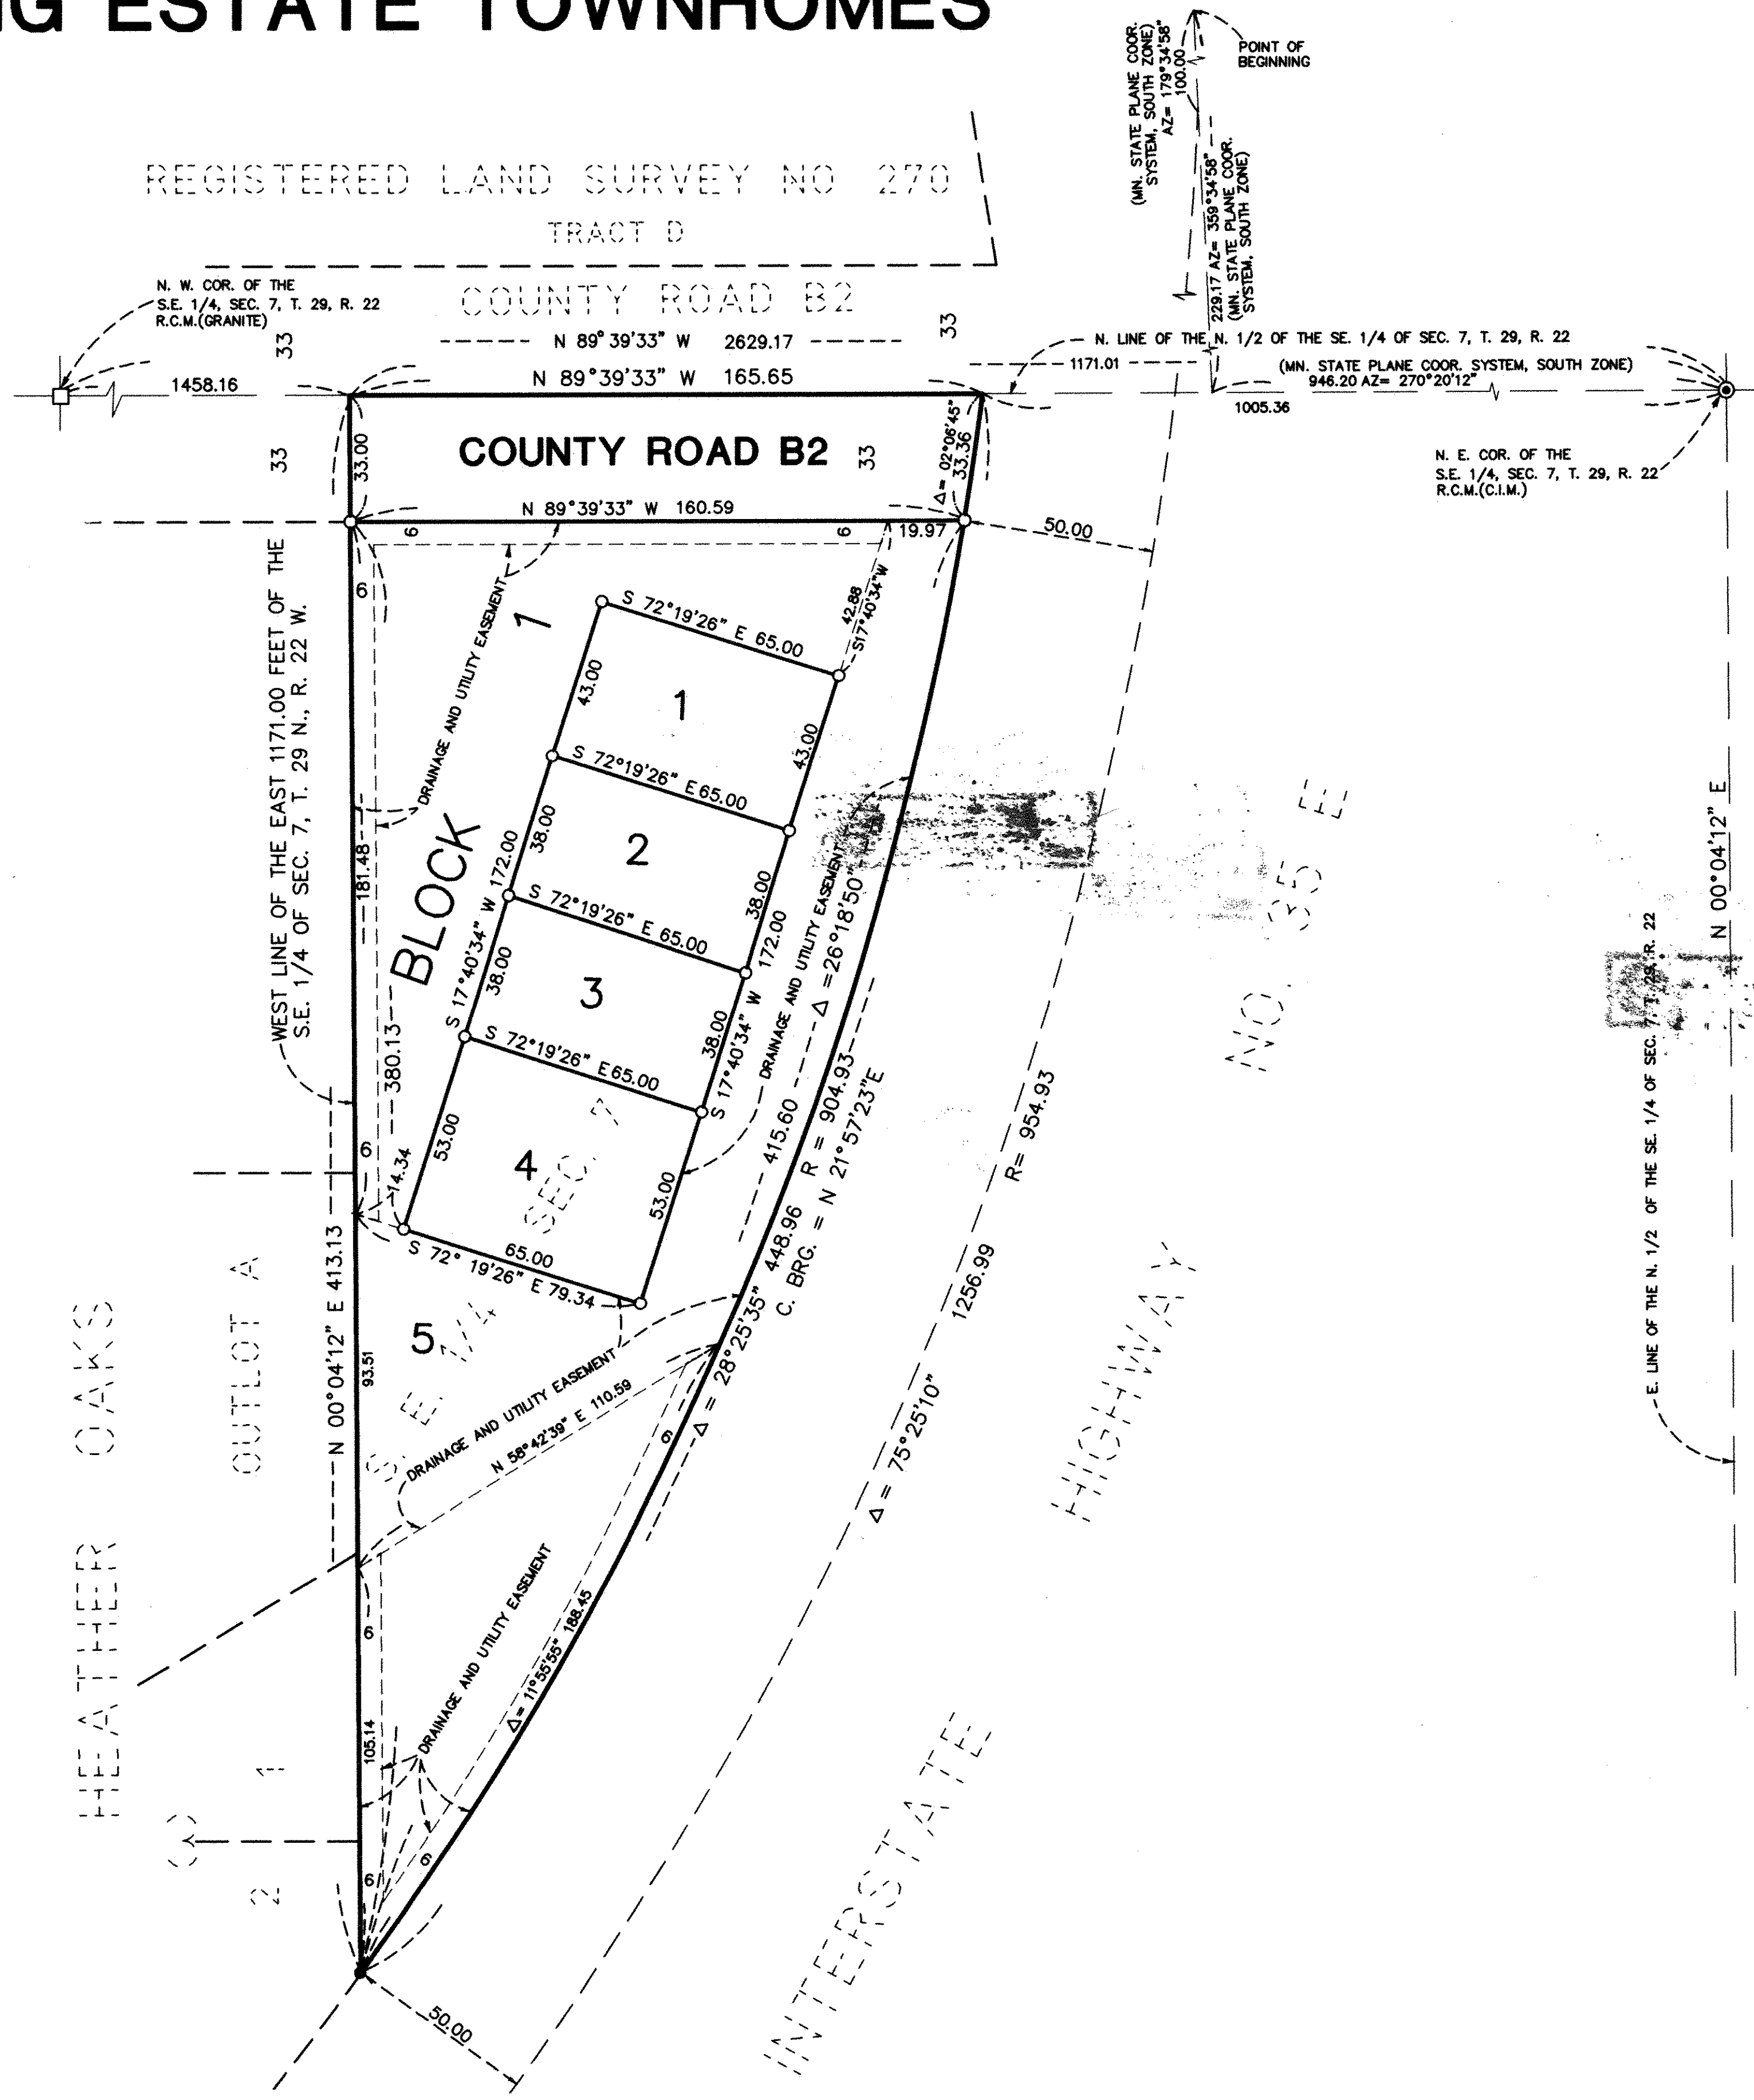 NG ESTATE TOWNHOMES
POINT OF
BEGINNING
(MN. STATE PLANE COOR.
SYSTEM, SOUTH ZONE)
AZ= 179°34'58"
100.00
229.17 AZ= 359°34'58"
(MN. STATE PLANE COOR.
SYSTEM, SOUTH ZONE)
REGISTERED LAND SURVEY NO 270
TRACT D
COUNTY ROAD B2
N. W. COR. OF THE
S.E. 1/4, SEC. 7, T. 29, R. 22
R.C.M.(GRANITE)
33
33
N 89°39'33" W 2629.17
N. LINE OF THE N. 1/2 OF THE SE. 1/4 OF SEC. 7, T. 29, R. 22
1171.01
(MN. STATE PLANE COOR. SYSTEM, SOUTH ZONE)
946.20 AZ= 270°20'12"
1005.36
1458.16
N 89°39'33" W 165.65
33
33.00
COUNTY ROAD B2
33
Δ= 02°06'45"
33.36
N. E. COR. OF THE
S.E. 1/4, SEC. 7, T. 29, R. 22
R.C.M.(C.I.M.)
N 89°39'33" W 160.59
6
6
19.97
50.00
WEST LINE OF THE EAST 1171.00 FEET OF THE
S.E. 1/4 OF SEC. 7, T. 29 N., R. 22 W.
6
DRAINAGE AND UTILITY EASEMENT
BLOCK 1
42.88
S17°40'34"W
S 72°19'26" E 65.00
43.00
1
43.00
S 72°19'26" E 65.00
38.00
2
38.00
S 72°19'26" E 65.00
S 17°40'34" W 172.00
38.00
3
38.00
S 17°40'34" W 172.00
S 72°19'26" E 65.00
53.00
4
53.00
65.00
S 72°19'26" E 79.34
14.34
181.48
380.13
6
DRAINAGE AND UTILITY EASEMENT
415.60 Δ =26°18'50"
448.96 R = 904.93
C. BRG. = N 21°57'23"E
Δ = 28°25'35"
R= 954.93
1256.99
Δ= 75°25'10"
INTERSTATE HIGHWAY NO. 35 E
N 00°04'12" E
E. LINE OF THE N. 1/2 OF THE SE. 1/4 OF SEC. 7, T. 29, R. 22
N 00°04'12" E 413.13
S. E. 1/4 SEC. 7
5
93.51
DRAINAGE AND UTILITY EASEMENT
N 58°42'39" E 110.59
6
HEATHER OAKS
OUTLOT A
6
DRAINAGE AND UTILITY EASEMENT
Δ= 11°55'55" 188.45
105.14
1
3
2
6
6
50.00